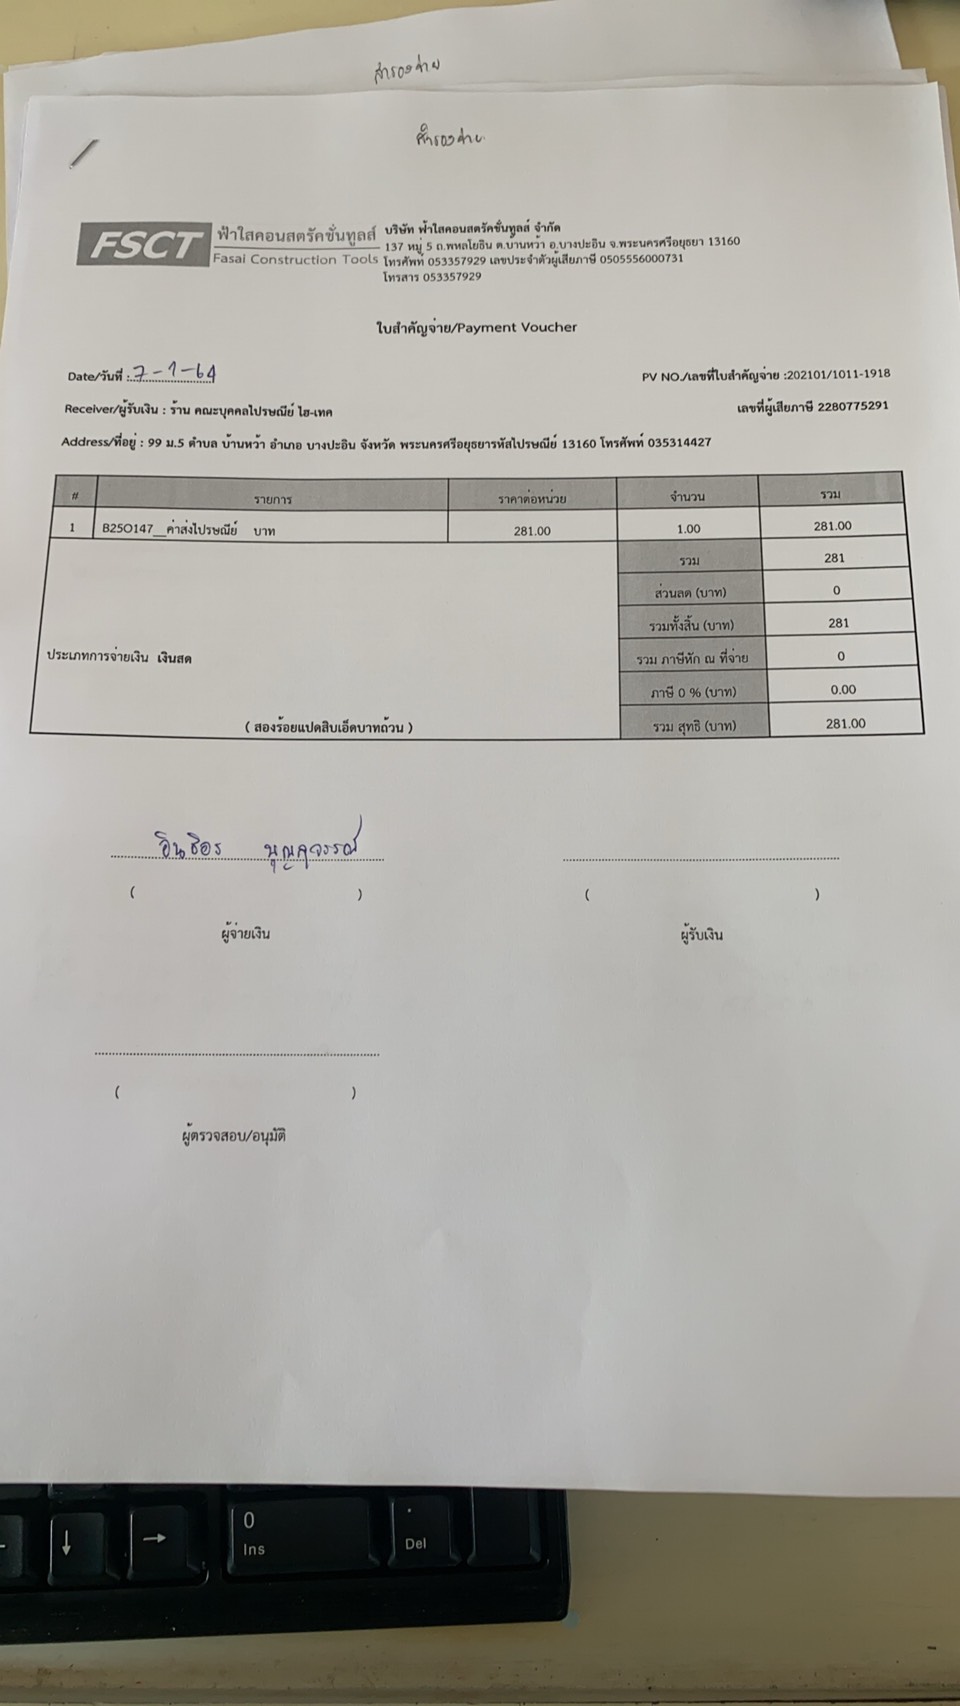 สำรองจ่าย
สำรองจ่าย
FSCT
ฟ้าใสคอนสตรัคชั่นทูลส์
Fasai Construction Tools
บริษัท ฟ้าใสคอนสตรัคชั่นทูลส์ จำกัด
137 หมู่ 5 ถ.พหลโยธิน ต.บ้านหว้า อ.บางปะอิน จ.พระนครศรีอยุธยา 13160
โทรศัพท์ 053357929 เลขประจำตัวผู้เสียภาษี 0505556000731
โทรสาร 053357929
ใบสำคัญจ่าย/Payment Voucher
Date/วันที่ : 7-1-64
PV NO./เลขที่ใบสำคัญจ่าย :202101/1011-1918
Receiver/ผู้รับเงิน : ร้าน คณะบุคคลไปรษณีย์ ไฮ-เทค
เลขที่ผู้เสียภาษี 2280775291
Address/ที่อยู่ : 99 ม.5 ตำบล บ้านหว้า อำเภอ บางปะอิน จังหวัด พระนครศรีอยุธยารหัสไปรษณีย์ 13160 โทรศัพท์ 035314427
# รายการ ราคาต่อหน่วย จำนวน รวม
1 B25O147__ค่าส่งไปรษณีย์ บาท 281.00 1.00 281.00
รวม 281
ส่วนลด (บาท) 0
รวมทั้งสิ้น (บาท) 281
ประเภทการจ่ายเงิน เงินสด
รวม ภาษีหัก ณ ที่จ่าย 0
ภาษี 0 % (บาท) 0.00
( สองร้อยแปดสิบเอ็ดบาทถ้วน )
รวม สุทธิ (บาท) 281.00
อินธิอร บุญสุวรรณ์
( ) ( )
ผู้จ่ายเงิน ผู้รับเงิน
( )
ผู้ตรวจสอบ/อนุมัติ
0
Ins
.
Del